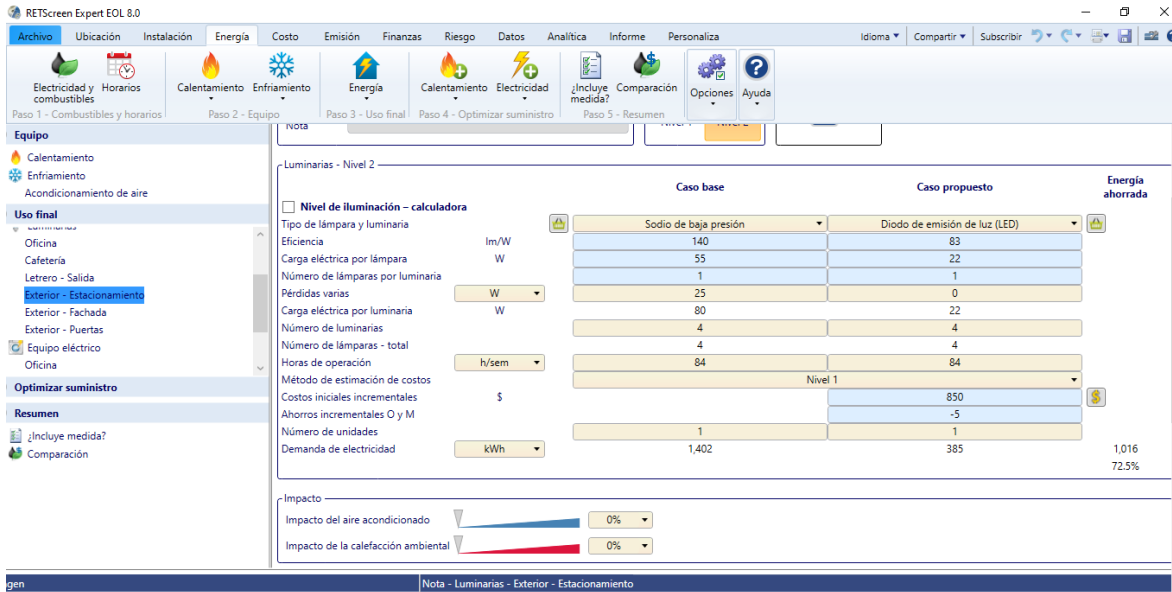 RETScreen Expert EOL 8.0
Archivo Ubicación Instalación Energía Costo Emisión Finanzas Riesgo Datos Analítica Informe Personaliza Idioma Compartir Subscribir
Electricidad y combustibles Horarios Calentamiento Enfriamiento Energía Calentamiento Electricidad ¿Incluye medida? Comparación Opciones Ayuda
Paso 1 - Combustibles y horarios Paso 2 - Equipo Paso 3 - Uso final Paso 4 - Optimizar suministro Paso 5 - Resumen
Equipo
Calentamiento
Enfriamiento
Acondicionamiento de aire
Uso final
Luminarias
Oficina
Cafetería
Letrero - Salida
Exterior - Estacionamiento
Exterior - Fachada
Exterior - Puertas
Equipo eléctrico
Oficina
Optimizar suministro
Resumen
¿Incluye medida?
Comparación
Nota
Luminarias - Nivel 2
Caso base Caso propuesto Energía ahorrada
Nivel de iluminación – calculadora
Tipo de lámpara y luminaria Sodio de baja presión Diodo de emisión de luz (LED)
Eficiencia lm/W 140 83
Carga eléctrica por lámpara W 55 22
Número de lámparas por luminaria 1 1
Pérdidas varias W 25 0
Carga eléctrica por luminaria W 80 22
Número de luminarias 4 4
Número de lámparas - total 4 4
Horas de operación h/sem 84 84
Método de estimación de costos Nivel 1
Costos iniciales incrementales $ 850
Ahorros incrementales O y M -5
Número de unidades 1 1
Demanda de electricidad kWh 1,402 385 1,016
72.5%
Impacto
Impacto del aire acondicionado 0%
Impacto de la calefacción ambiental 0%
gen Nota - Luminarias - Exterior - Estacionamiento